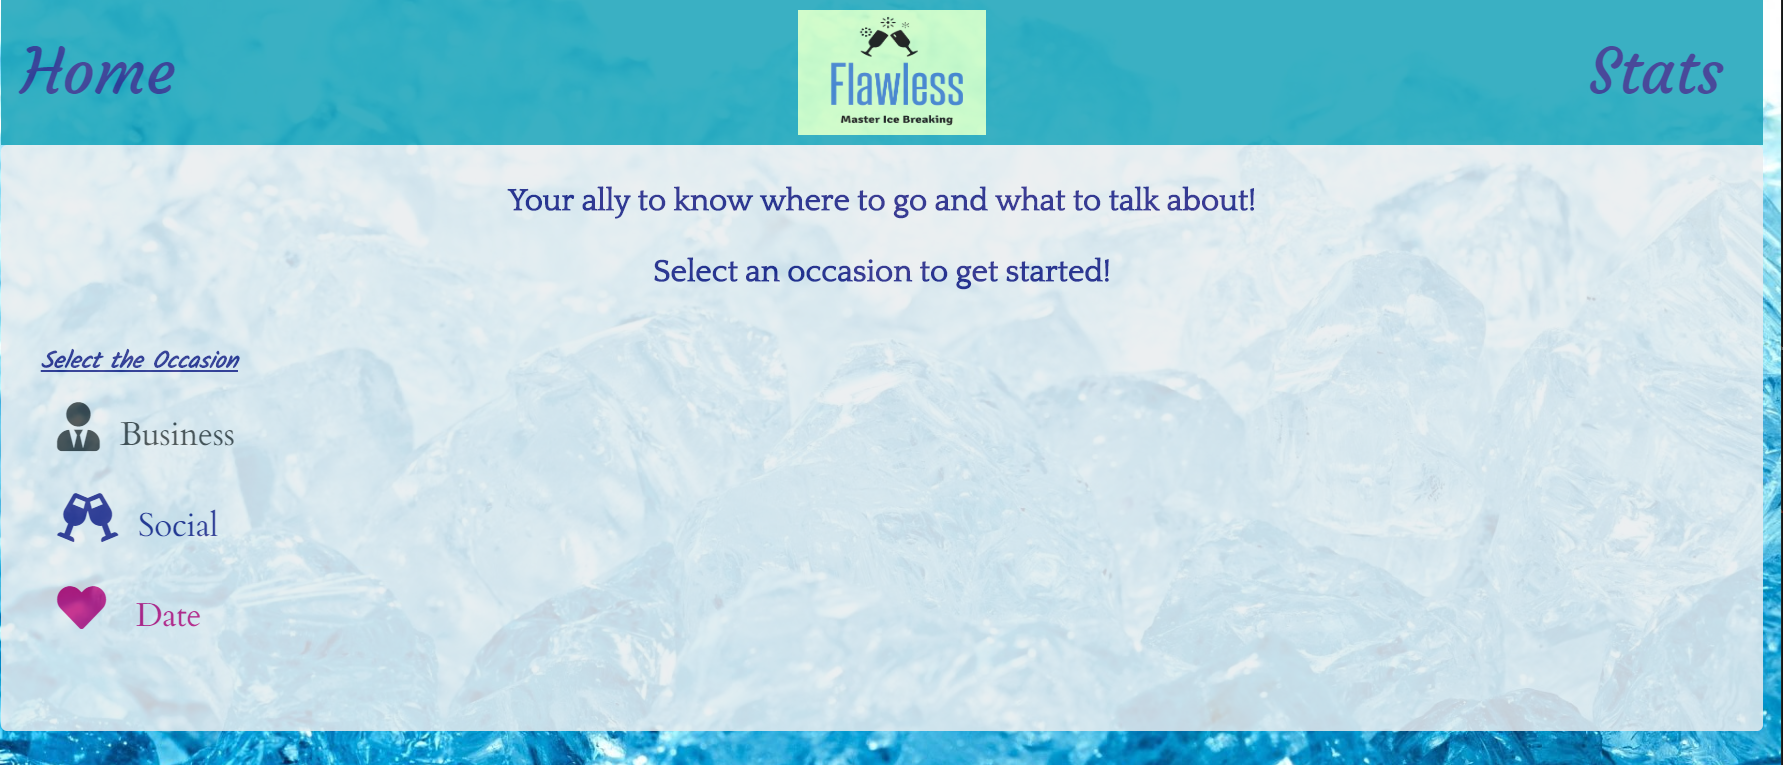 Home
Flawless
Master Ice Breaking
Stats
Your ally to know where to go and what to talk about!
Select an occasion to get started!
Select the Occasion
Business
Social
Date